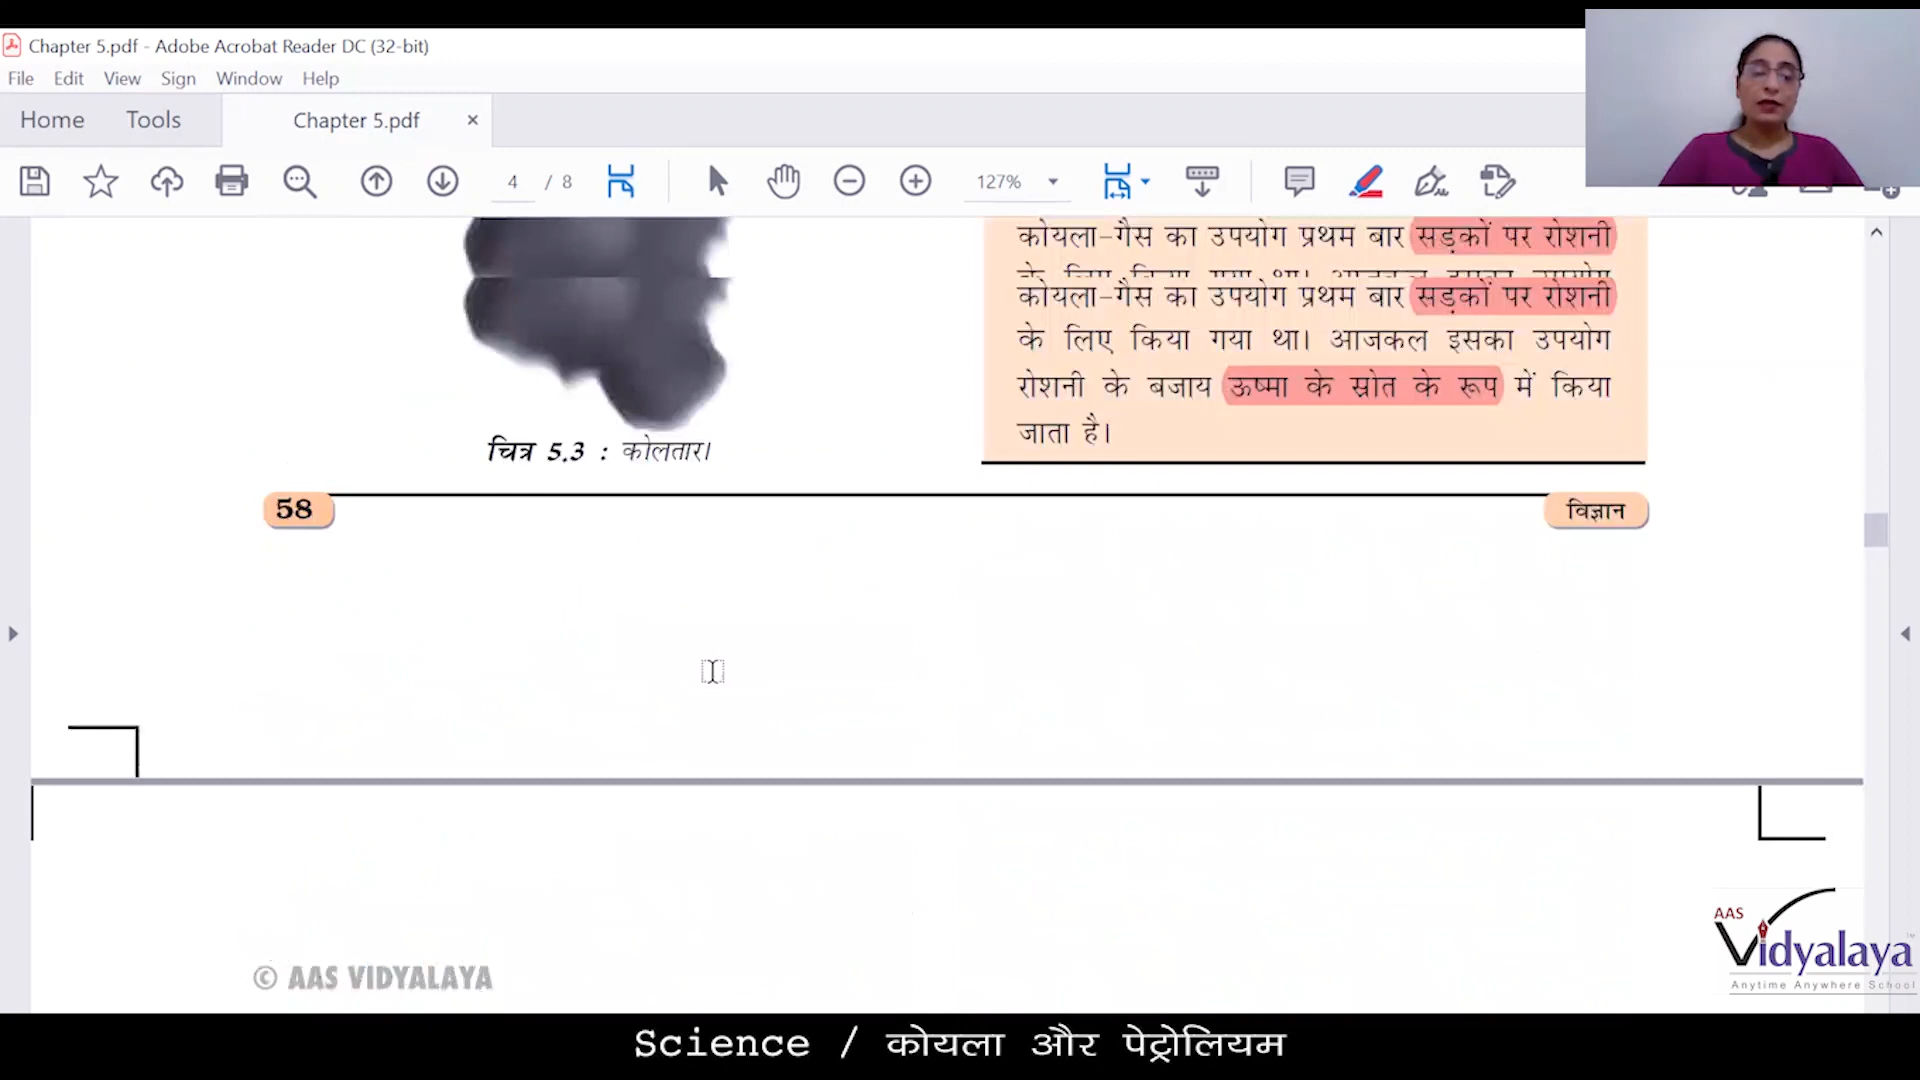 Chapter 5.pdf - Adobe Acrobat Reader DC (32-bit)
File Edit View Sign Window Help
Home Tools Chapter 5.pdf ×
4 / 8 127%
कोयला-गैस का उपयोग प्रथम बार सड़कों पर रोशनी
कोयला-गैस का उपयोग प्रथम बार सड़कों पर रोशनी
के लिए किया गया था। आजकल इसका उपयोग
रोशनी के बजाय ऊष्मा के स्रोत के रूप में किया
जाता है।
चित्र 5.3 : कोलतार।
58
विज्ञान
AAS
Vidyalaya
Anytime Anywhere School
© AAS VIDYALAYA
Science / कोयला और पेट्रोलियम